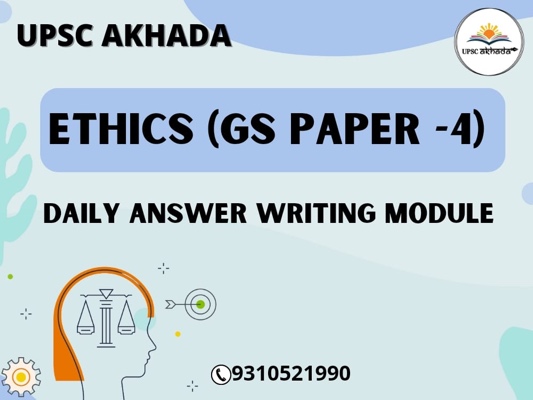 UPSC AKHADA
UPSC akhada
ETHICS (GS PAPER -4)
DAILY ANSWER WRITING MODULE
9310521990